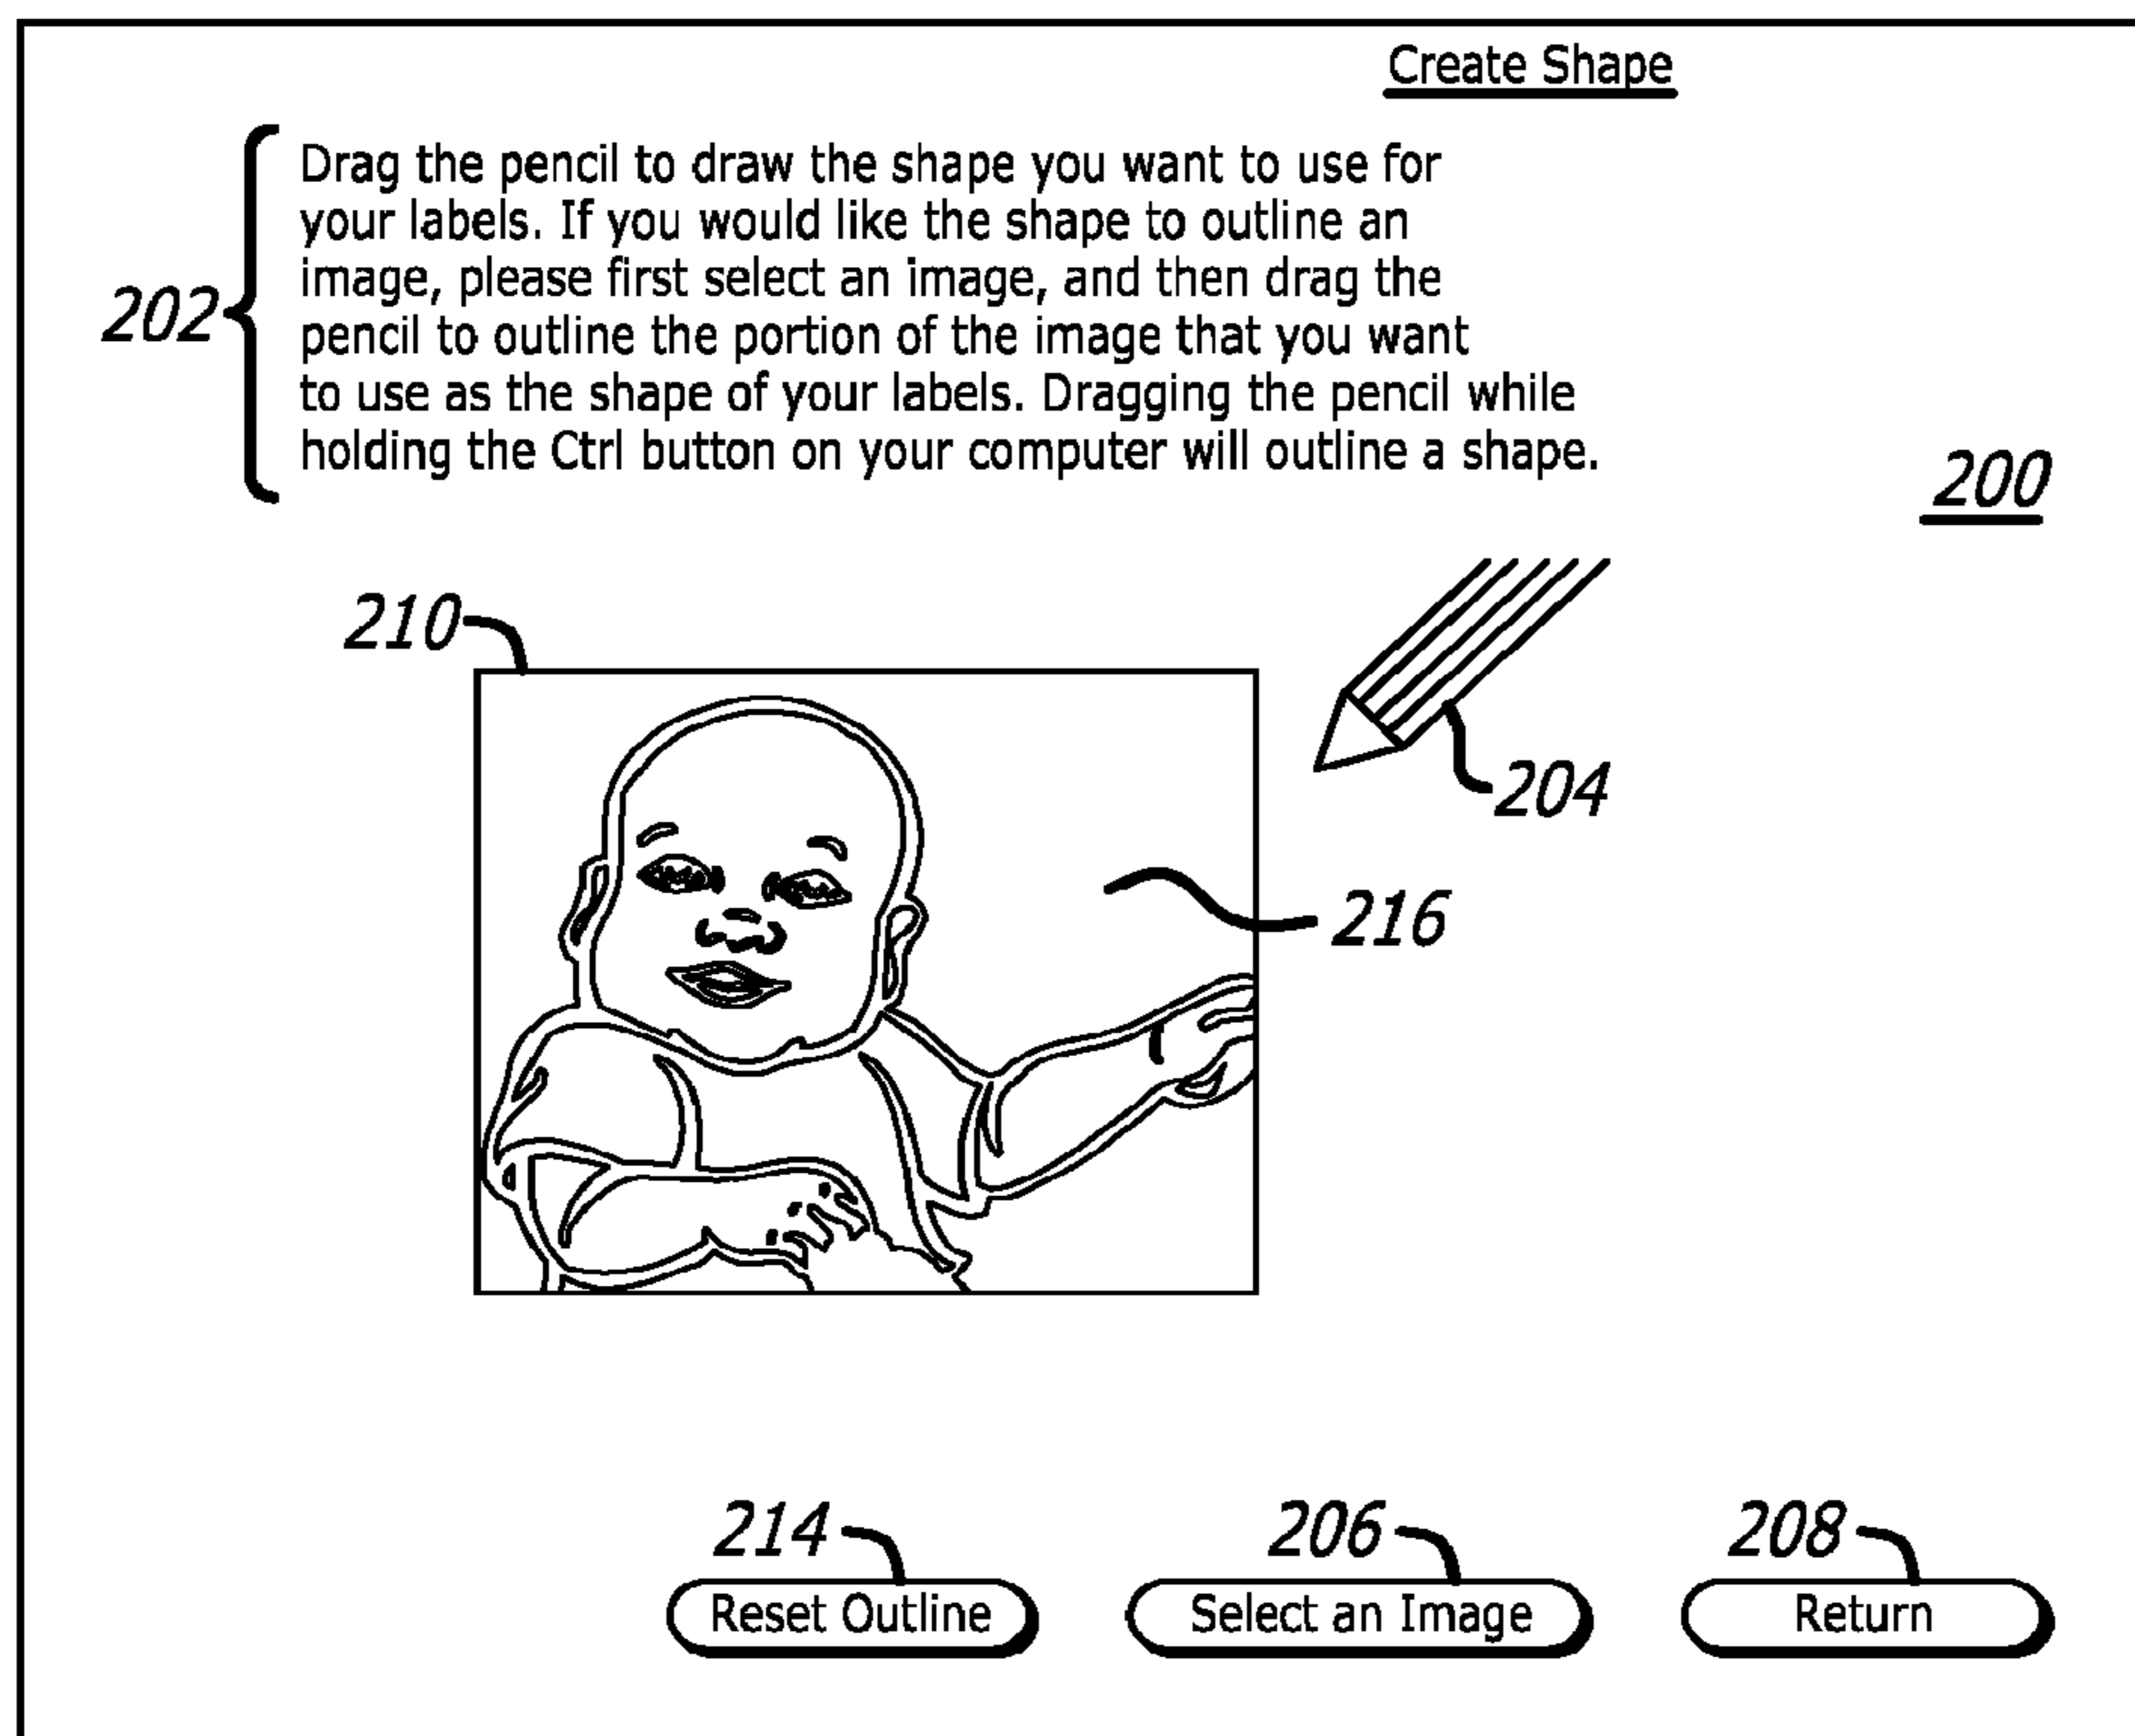 Create Shape
Drag the pencil to draw the shape you want to use for
your labels. If you would like the shape to outline an
image, please first select an image, and then drag the
pencil to outline the portion of the image that you want
to use as the shape of your labels. Dragging the pencil while
holding the Ctrl button on your computer will outline a shape.
202
200
210
204
216
214
206
208
Reset Outline
Select an Image
Return